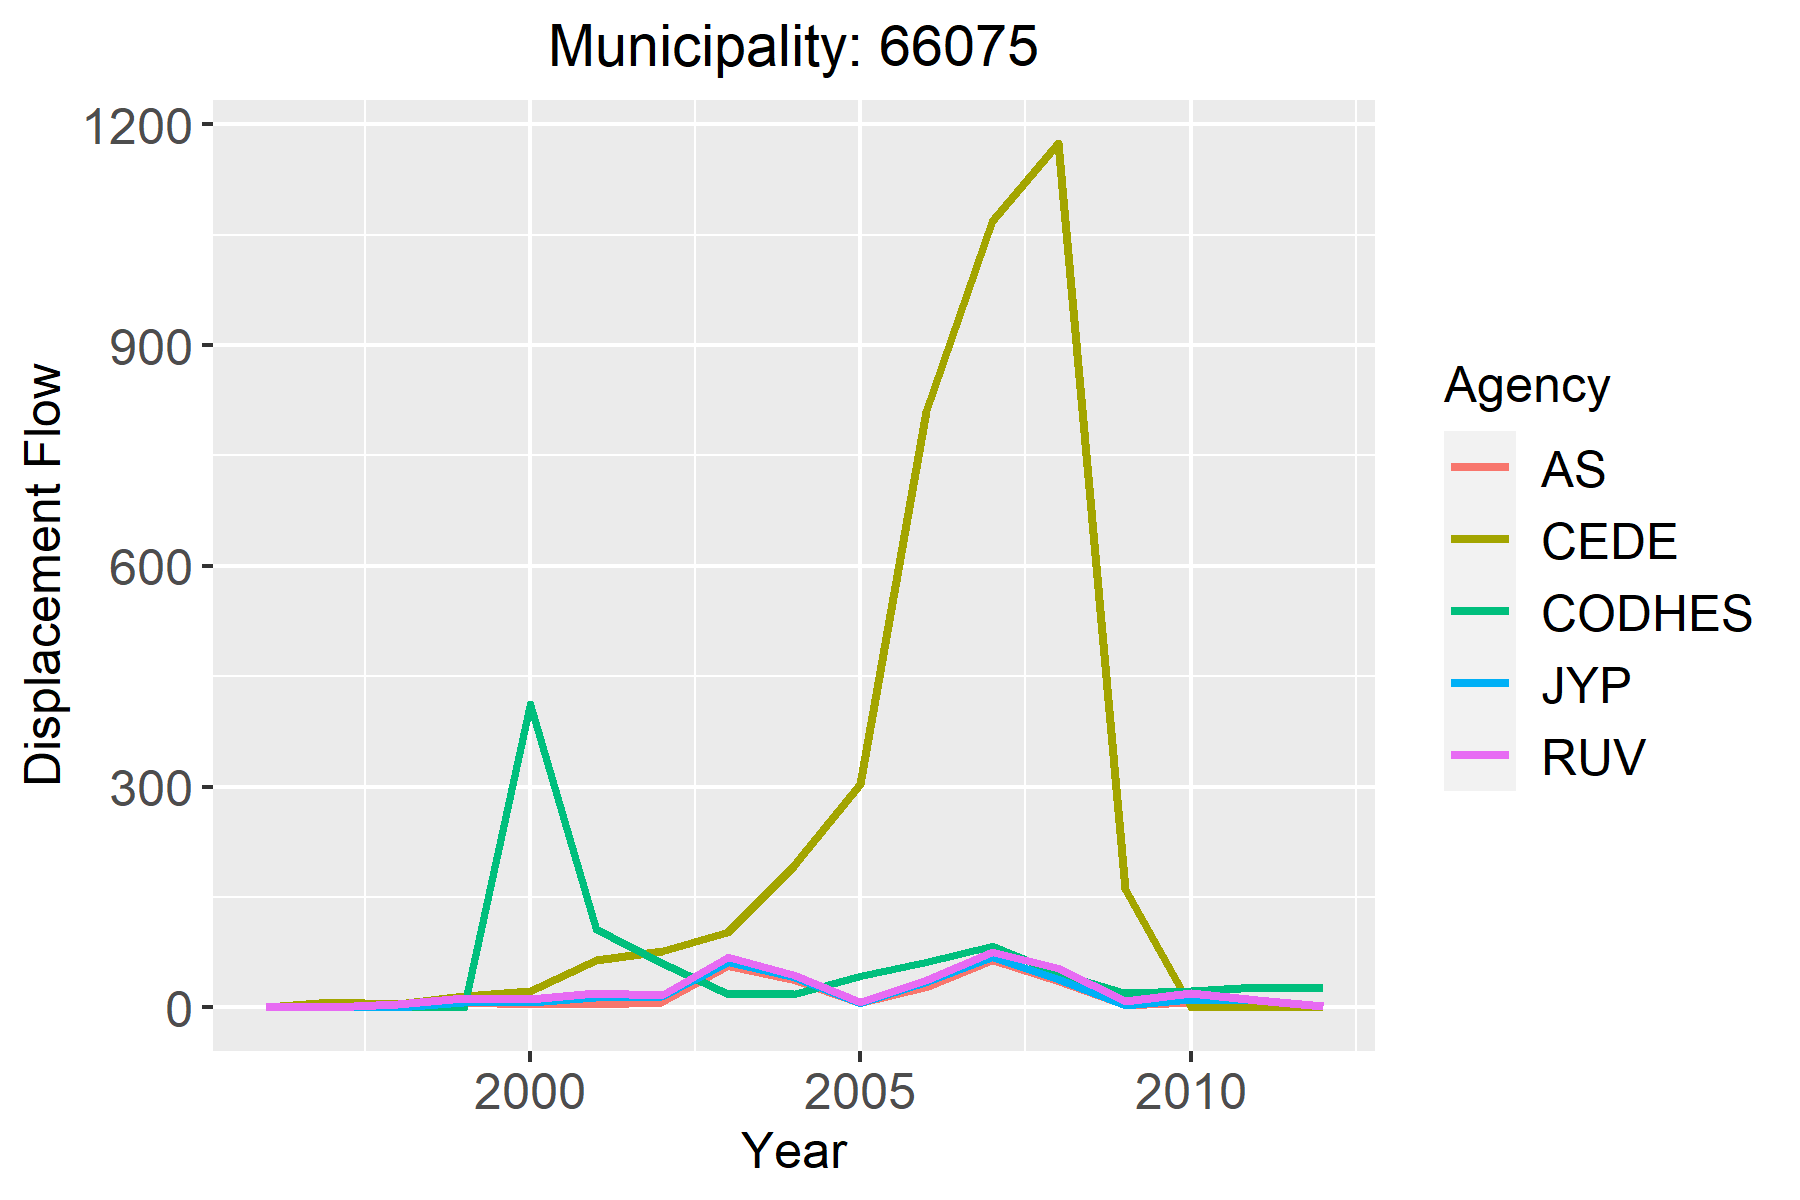 Municipality: 66075
1200
900
600
300
0
Displacement Flow
2000 2005 2010
Year
Agency
AS
CEDE
CODHES
JYP
RUV